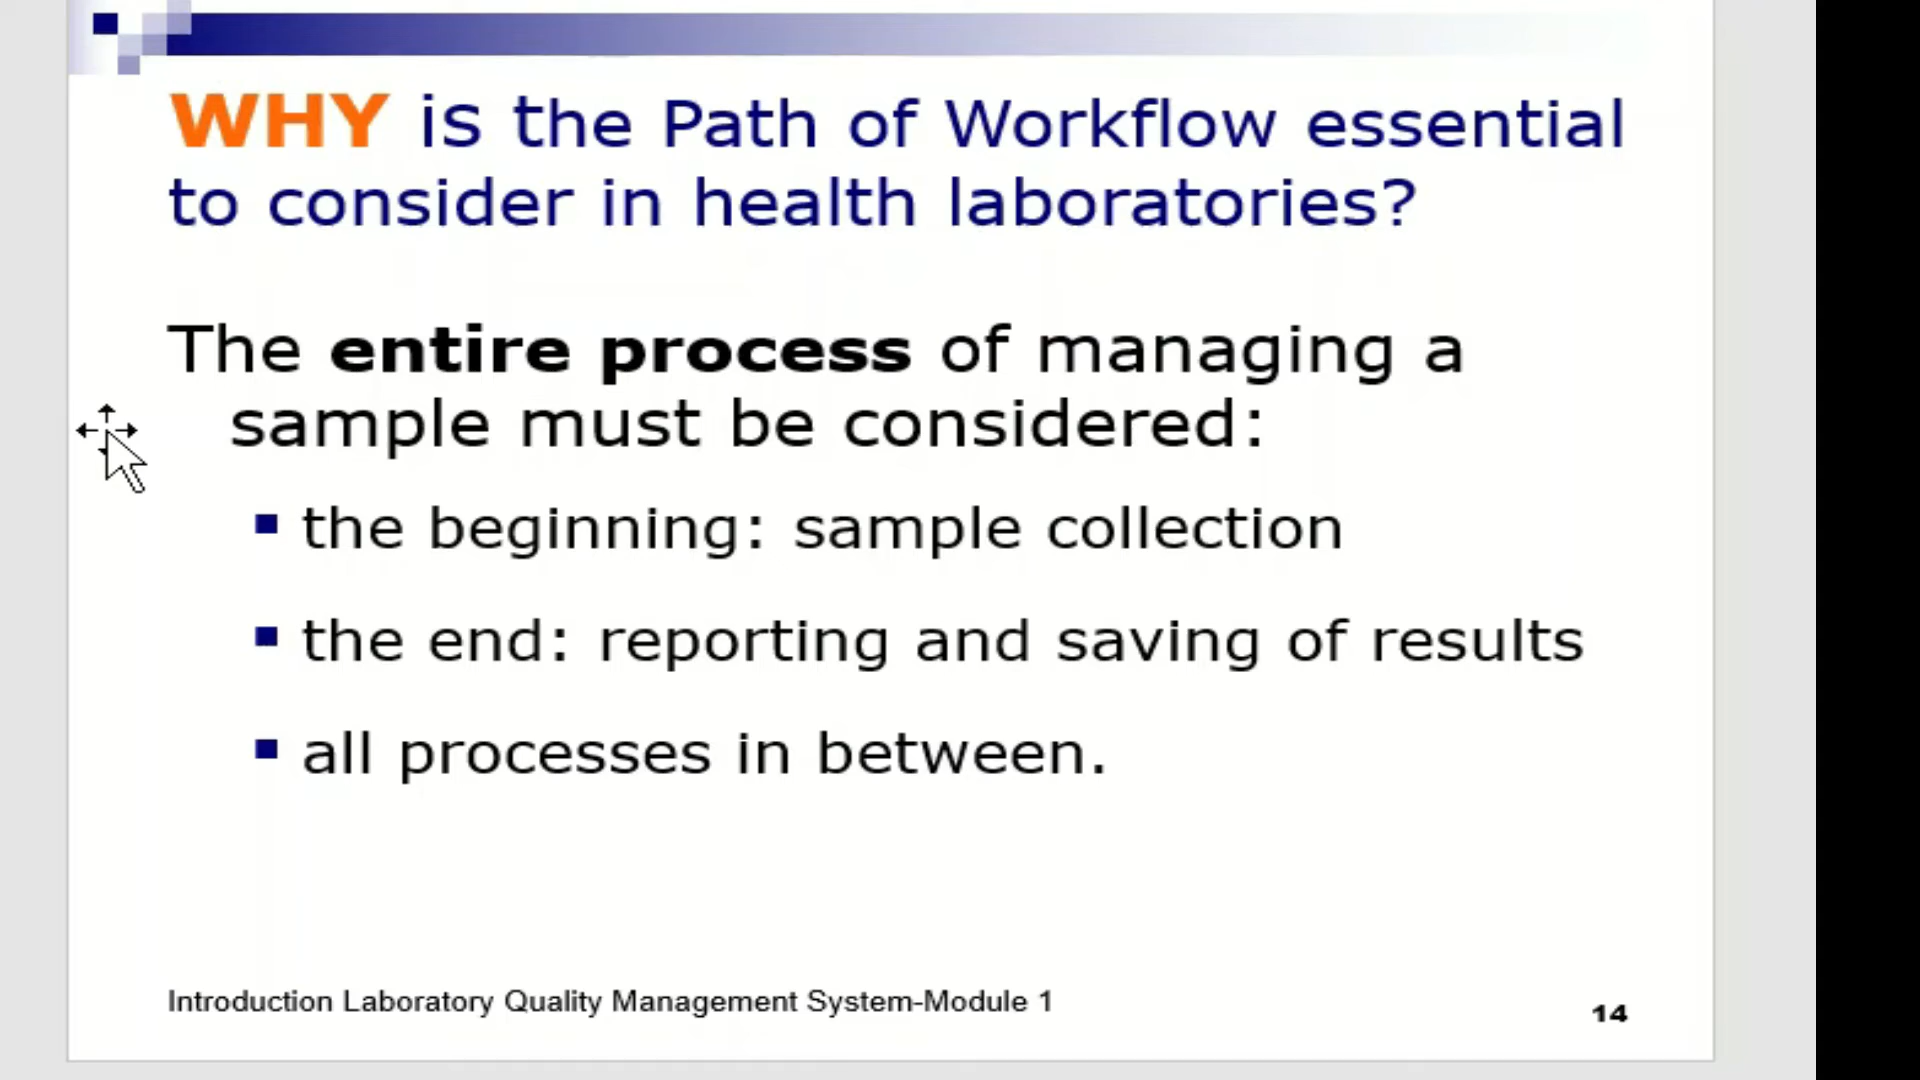 WHY is the Path of Workflow essential
to consider in health laboratories?
The entire process of managing a
sample must be considered:
the beginning: sample collection
the end: reporting and saving of results
all processes in between.
Introduction Laboratory Quality Management System-Module 1
14